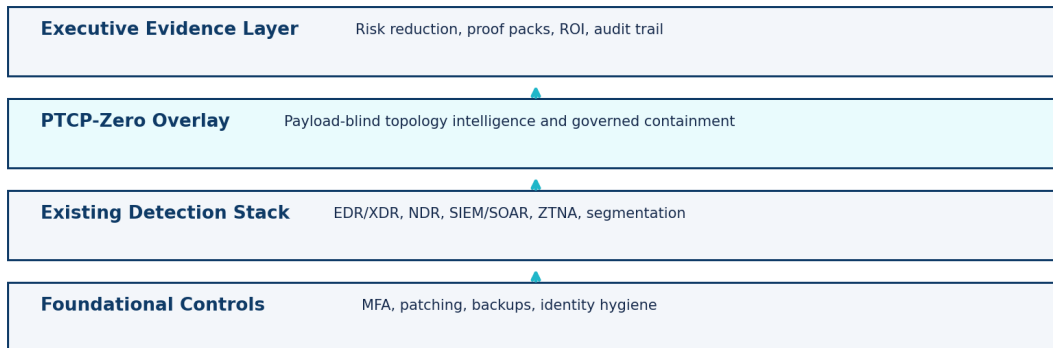 Executive Evidence Layer Risk reduction, proof packs, ROI, audit trail
PTCP-Zero Overlay Payload-blind topology intelligence and governed containment
Existing Detection Stack EDR/XDR, NDR, SIEM/SOAR, ZTNA, segmentation
Foundational Controls MFA, patching, backups, identity hygiene